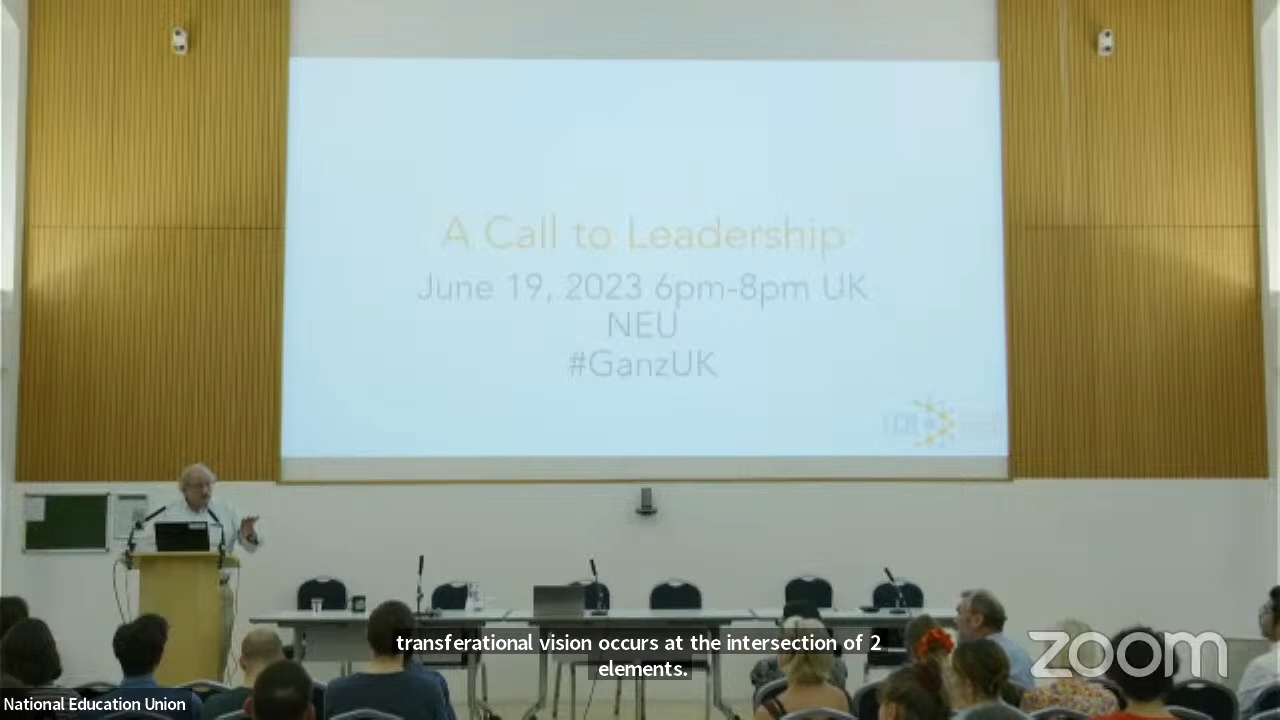 A Call to Leadership
June 19, 2023 6pm-8pm UK
NEU
#GanzUK
transferational vision occurs at the intersection of 2
elements.
zoom
National Education Union